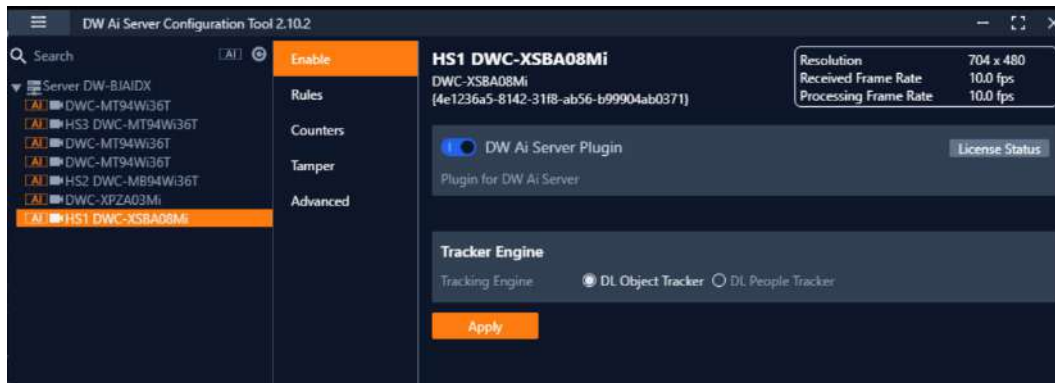 DW Ai Server Configuration Tool 2.10.2
Search
AI
Server DW-BJAIDX
AI DWC-MT94Wi36T
AI HS3 DWC-MT94Wi36T
AI DWC-MT94Wi36T
AI DWC-MT94Wi36T
AI HS2 DWC-MB94Wi36T
AI DWC-XPZA03Mi
AI HS1 DWC-XSBA08Mi
Enable
Rules
Counters
Tamper
Advanced
HS1 DWC-XSBA08Mi
DWC-XSBA08Mi
{4e1236a5-8142-31f8-ab56-b99904ab0371}
Resolution 704 x 480
Received Frame Rate 10.0 fps
Processing Frame Rate 10.0 fps
DW Ai Server Plugin
License Status
Plugin for DW Ai Server
Tracker Engine
Tracking Engine DL Object Tracker DL People Tracker
Apply